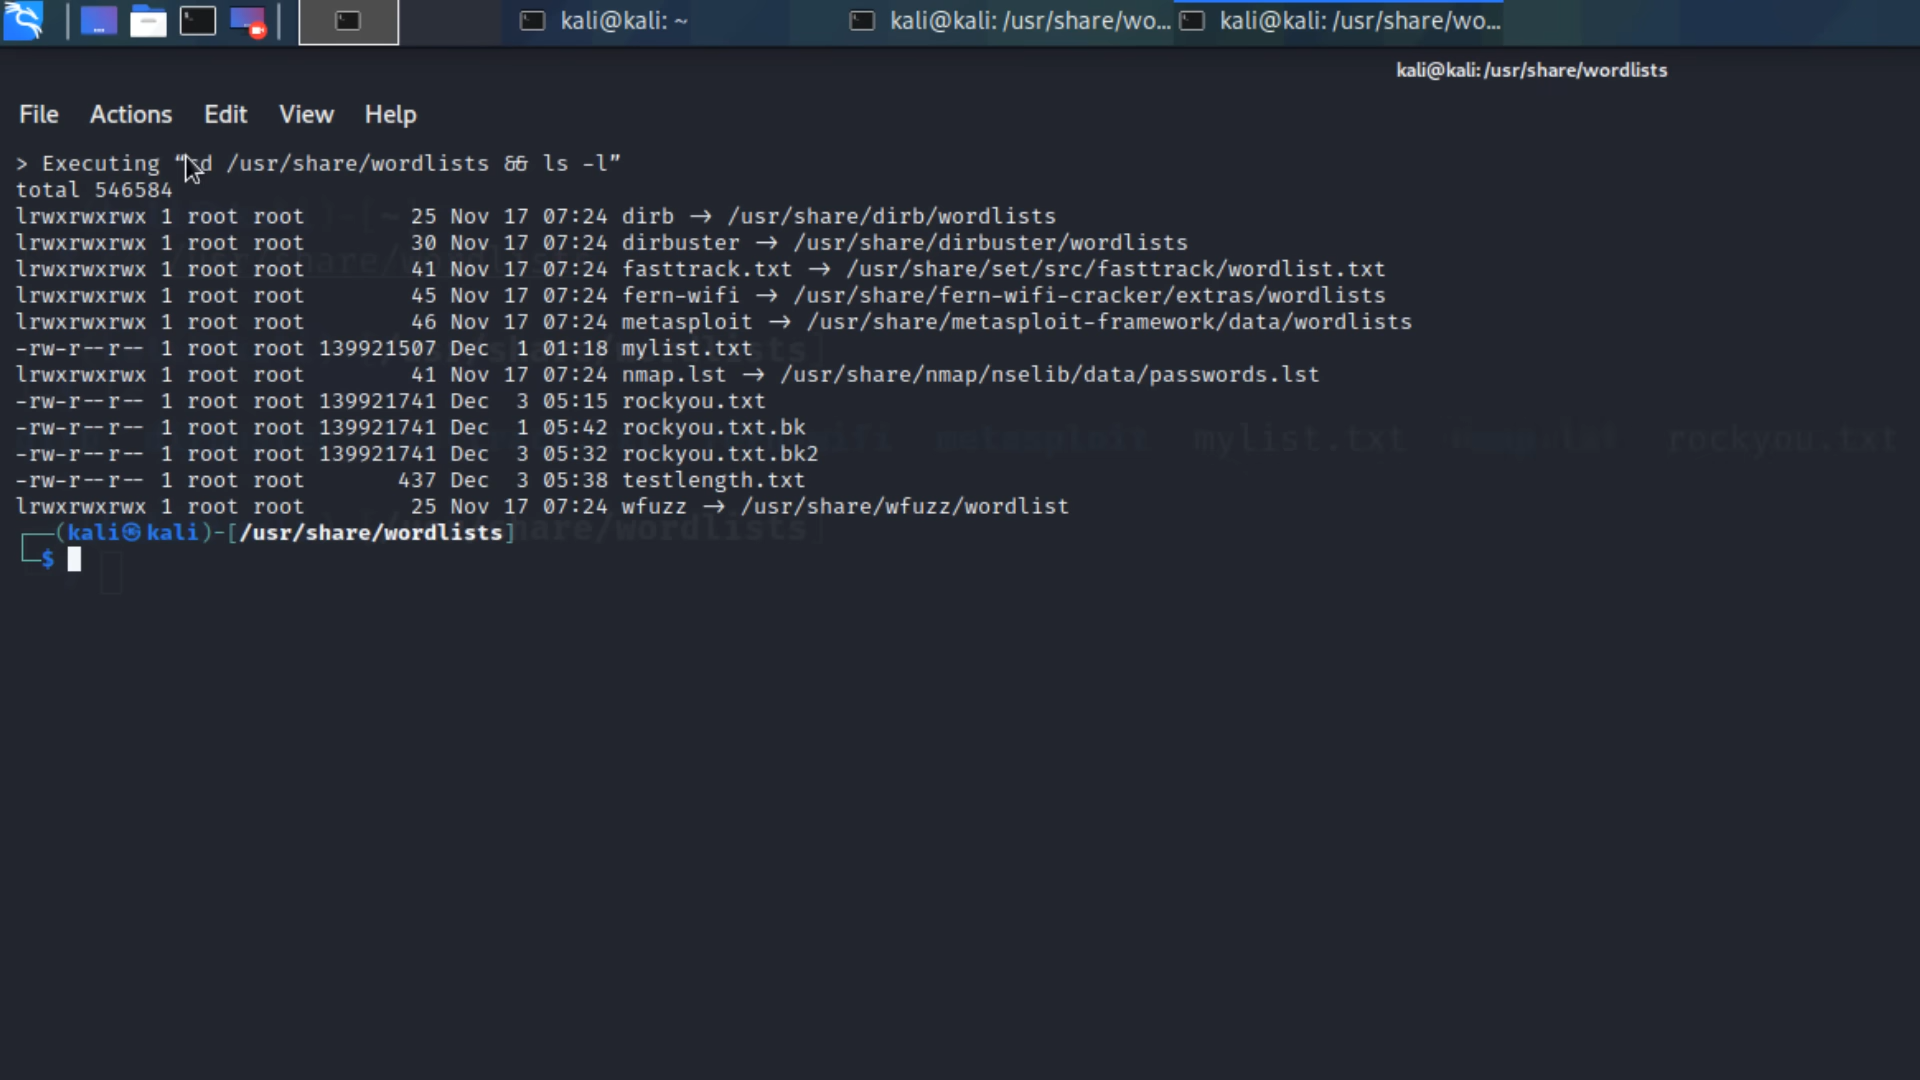 kali@kali: ~
kali@kali: /usr/share/wo...
kali@kali: /usr/share/wo...
kali@kali: /usr/share/wordlists
File Actions Edit View Help
> Executing “cd /usr/share/wordlists && ls -l”
total 546584
lrwxrwxrwx 1 root root 25 Nov 17 07:24 dirb → /usr/share/dirb/wordlists
lrwxrwxrwx 1 root root 30 Nov 17 07:24 dirbuster → /usr/share/dirbuster/wordlists
lrwxrwxrwx 1 root root 41 Nov 17 07:24 fasttrack.txt → /usr/share/set/src/fasttrack/wordlist.txt
lrwxrwxrwx 1 root root 45 Nov 17 07:24 fern-wifi → /usr/share/fern-wifi-cracker/extras/wordlists
lrwxrwxrwx 1 root root 46 Nov 17 07:24 metasploit → /usr/share/metasploit-framework/data/wordlists
-rw-r--r-- 1 root root 139921507 Dec 1 01:18 mylist.txt
lrwxrwxrwx 1 root root 41 Nov 17 07:24 nmap.lst → /usr/share/nmap/nselib/data/passwords.lst
-rw-r--r-- 1 root root 139921741 Dec 3 05:15 rockyou.txt
-rw-r--r-- 1 root root 139921741 Dec 1 05:42 rockyou.txt.bk
-rw-r--r-- 1 root root 139921741 Dec 3 05:32 rockyou.txt.bk2
-rw-r--r-- 1 root root 437 Dec 3 05:38 testlength.txt
lrwxrwxrwx 1 root root 25 Nov 17 07:24 wfuzz → /usr/share/wfuzz/wordlist
┌──(kali㉿kali)-[/usr/share/wordlists]
└─$